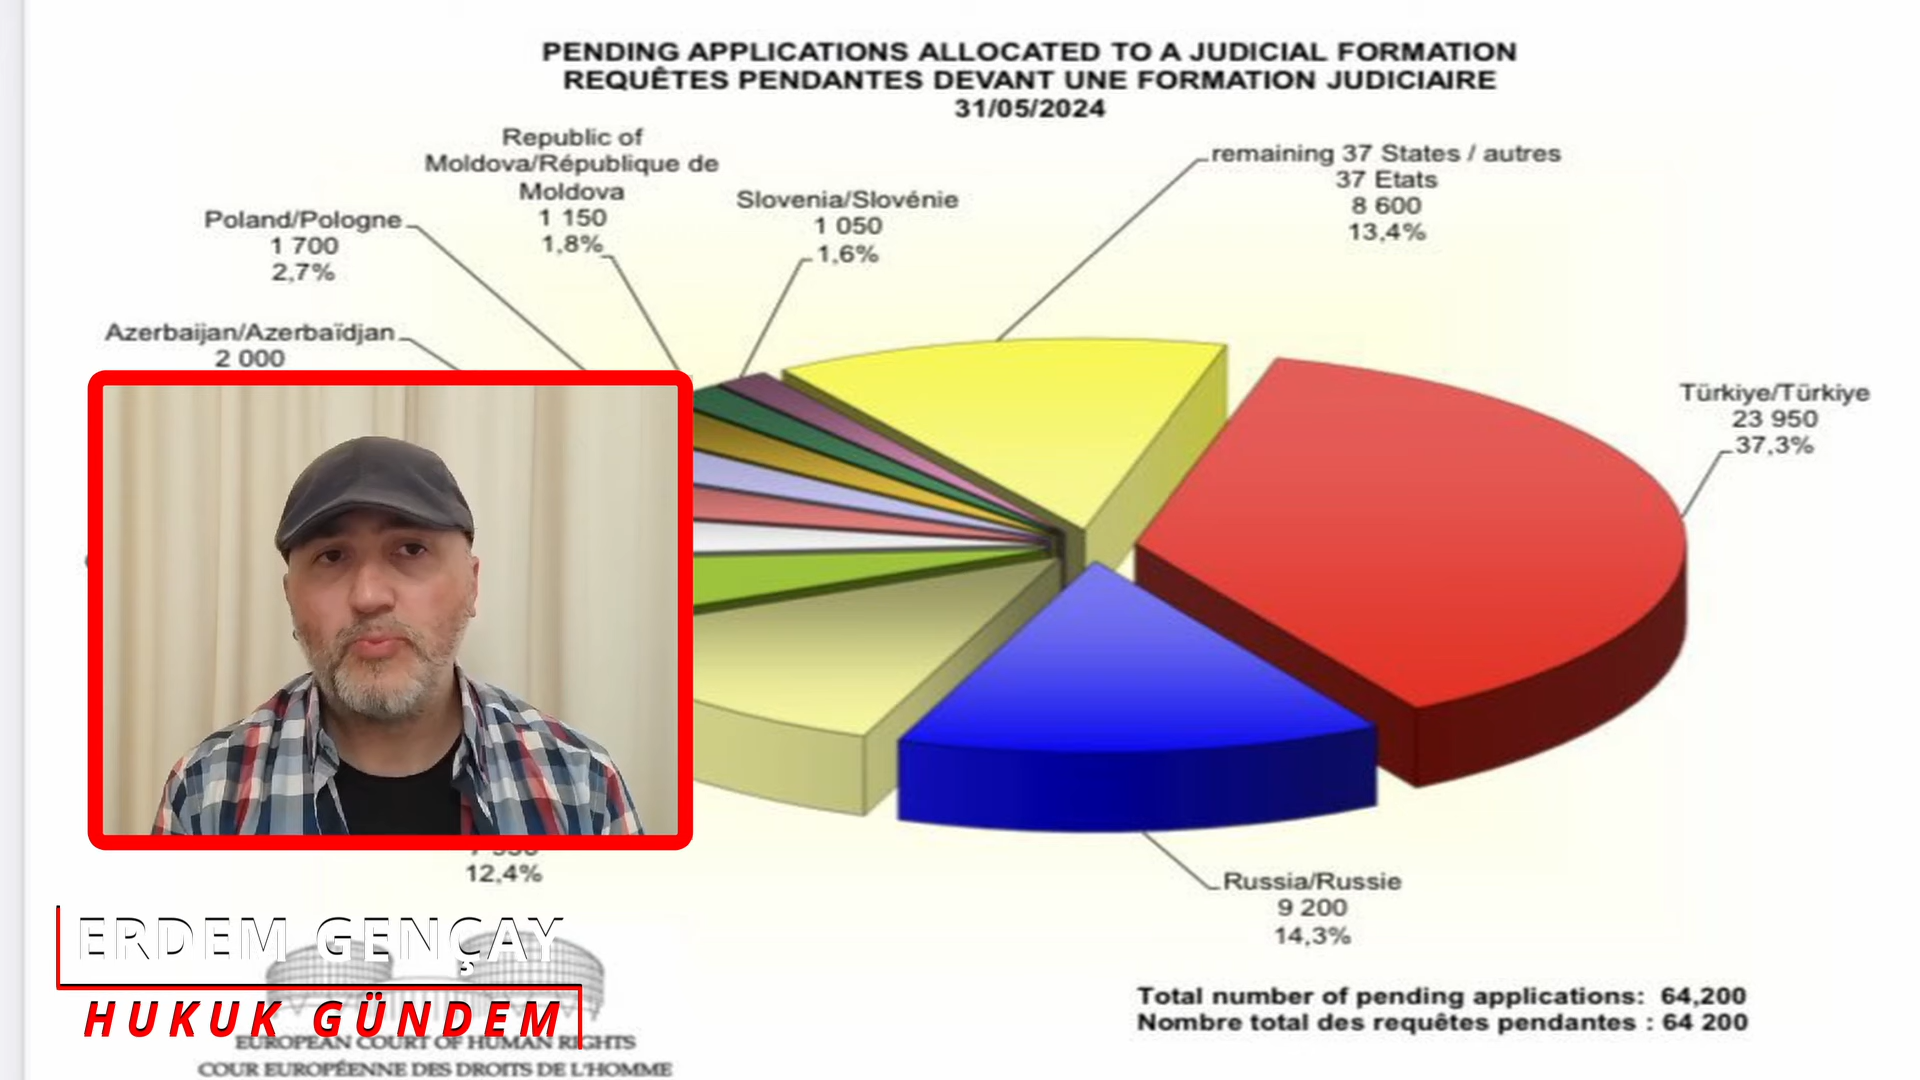 PENDING APPLICATIONS ALLOCATED TO A JUDICIAL FORMATION
REQUÊTES PENDANTES DEVANT UNE FORMATION JUDICIAIRE
31/05/2024
Republic of
Moldova/République de
Moldova
1 150
1,8%
remaining 37 States / autres
37 Etats
8 600
13,4%
Slovenia/Slovénie
1 050
1,6%
Poland/Pologne
1 700
2,7%
Azerbaijan/Azerbaïdjan
2 000
Türkiye/Türkiye
23 950
37,3%
12,4%
Russia/Russie
9 200
14,3%
ERDEM GENÇAY
HUKUK GÜNDEM
Total number of pending applications: 64,200
Nombre total des requêtes pendantes : 64 200
EUROPEAN COURT OF HUMAN RIGHTS
COUR EUROPÉENNE DES DROITS DE L'HOMME